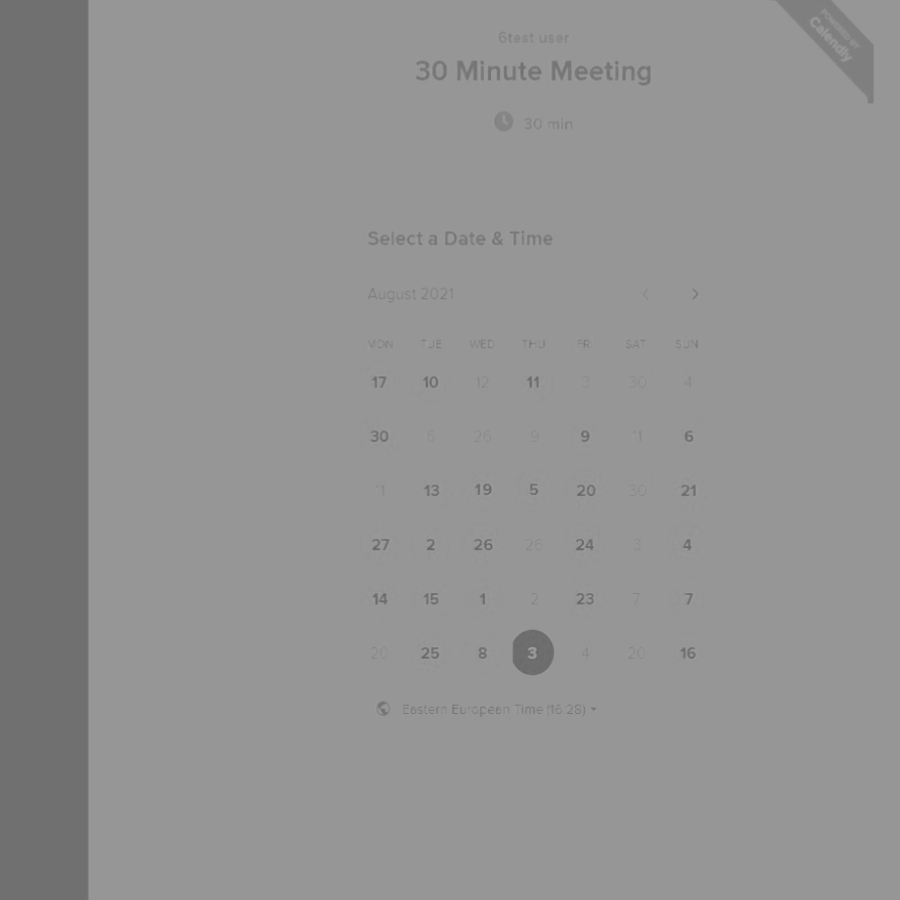 POWERED BY
Calendly
6test user
30 Minute Meeting
30 min
Select a Date & Time
August 2021
MON TUE WED THU FR SAT SUN
17 10 12 11 3 30 4
30 6 26 9 9 11 6
1 13 19 5 20 30 21
27 2 26 26 24 3 4
14 15 1 2 23 7 7
20 25 8 3 4 20 16
Eastern European Time (16:28)